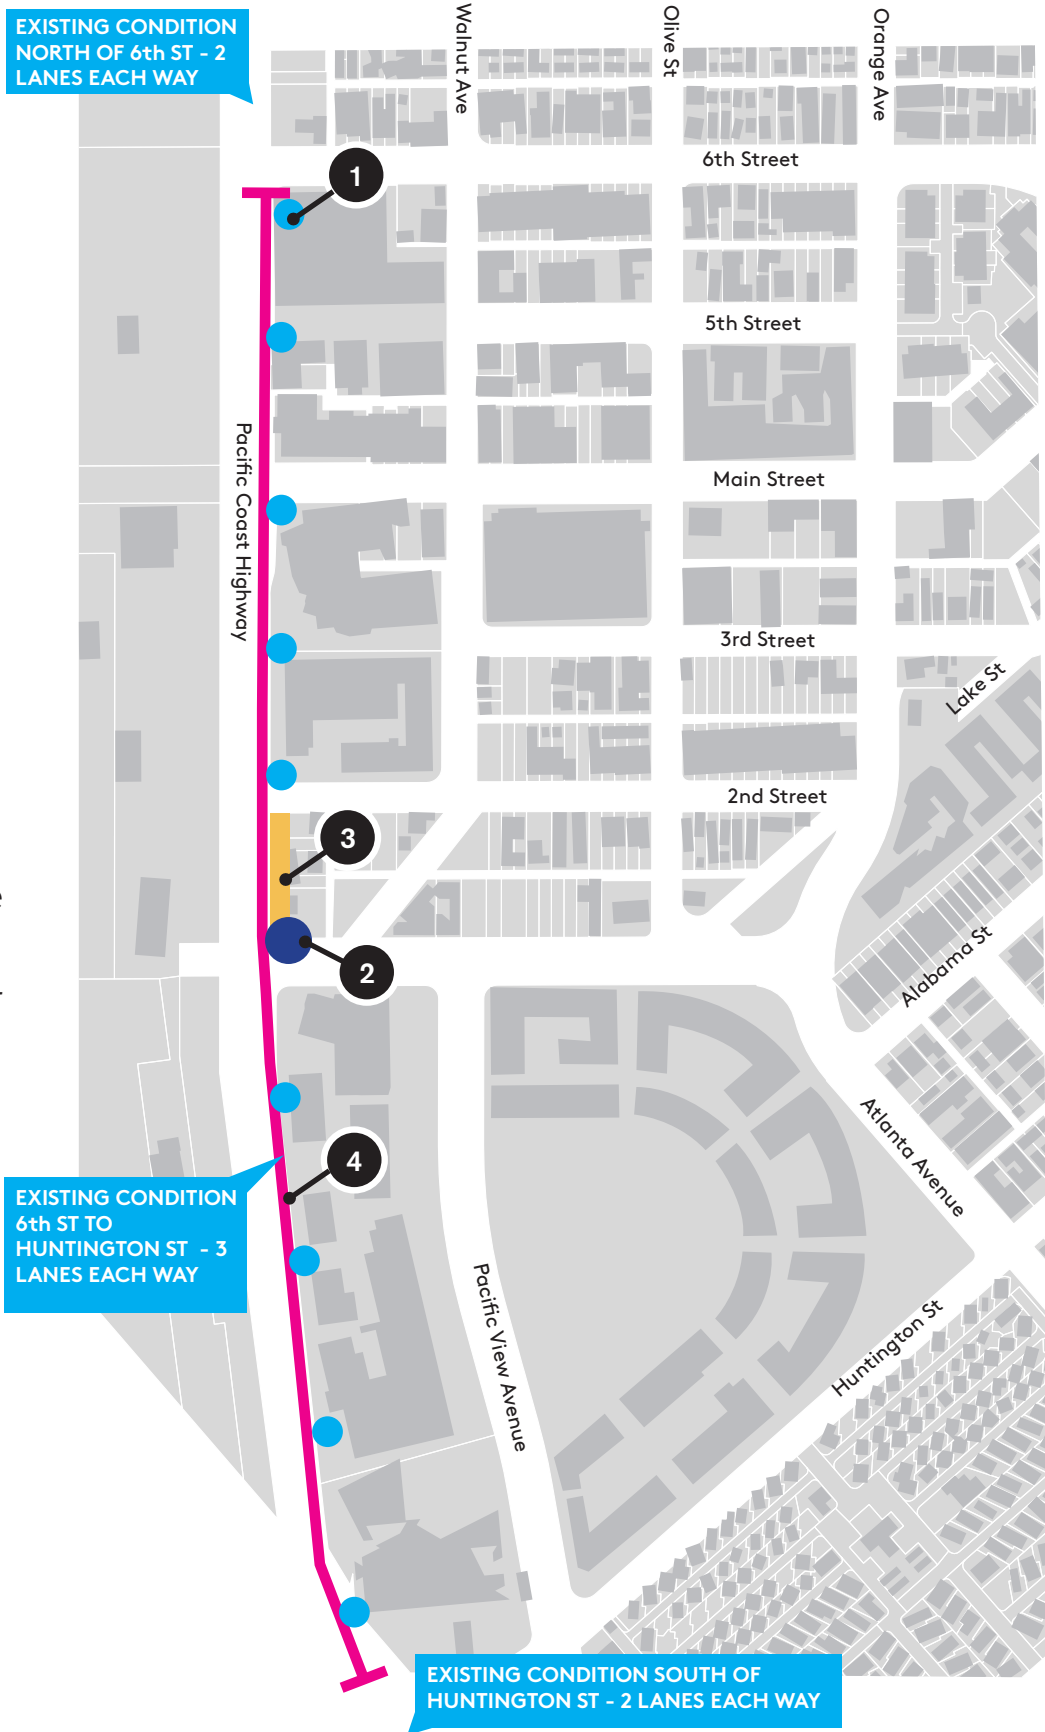 EXISTING CONDITION
NORTH OF 6th ST - 2
LANES EACH WAY
Walnut Ave
Olive St
Orange Ave
6th Street
1
5th Street
Pacific Coast Highway
Main Street
3rd Street
Lake St
2nd Street
3
2
Alabama St
4
Atlanta Avenue
EXISTING CONDITION
6th ST TO
HUNTINGTON ST - 3
LANES EACH WAY
Pacific View Avenue
Huntington St
EXISTING CONDITION SOUTH OF
HUNTINGTON ST - 2 LANES EACH WAY